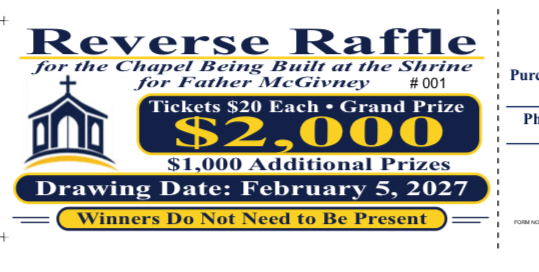 Reverse Raffle
for the Chapel Being Built at the Shrine
for Father McGivney # 001
Tickets $20 Each • Grand Prize
$2,000
$1,000 Additional Prizes
Drawing Date: February 5, 2027
Winners Do Not Need to Be Present
FORM NO